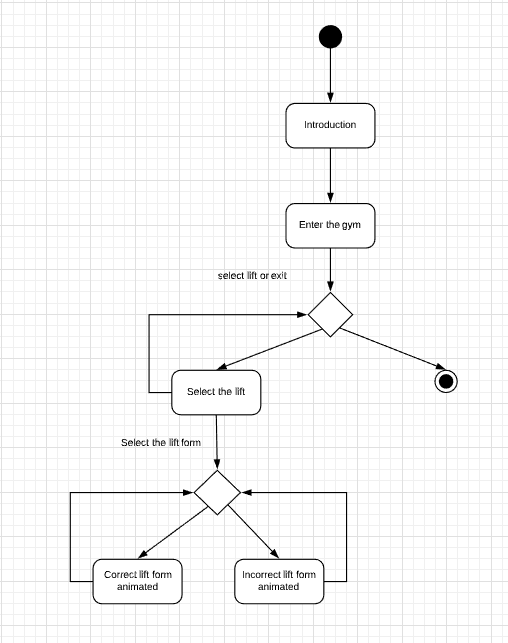 Introduction
Enter the gym
select lift or exit
Select the lift
Select the lift form
Correct lift form
animated
Incorrect lift form
animated